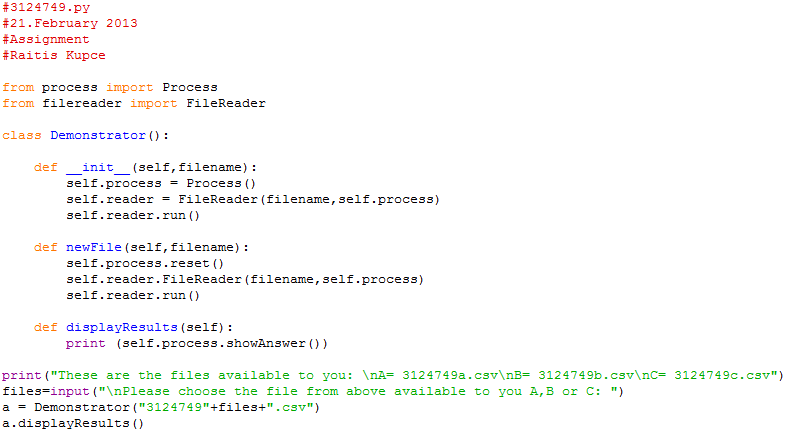 #3124749.py
#21.February 2013
#Assignment
#Raitis Kupce
from process import Process
from filereader import FileReader
class Demonstrator():
def __init__(self,filename):
self.process = Process()
self.reader = FileReader(filename,self.process)
self.reader.run()
def newFile(self,filename):
self.process.reset()
self.reader.FileReader(filename,self.process)
self.reader.run()
def displayResults(self):
print (self.process.showAnswer())
print("These are the files available to you: \nA= 3124749a.csv\nB= 3124749b.csv\nC= 3124749c.csv")
files=input("\nPlease choose the file from above available to you A,B or C: ")
a = Demonstrator("3124749"+files+".csv")
a.displayResults()